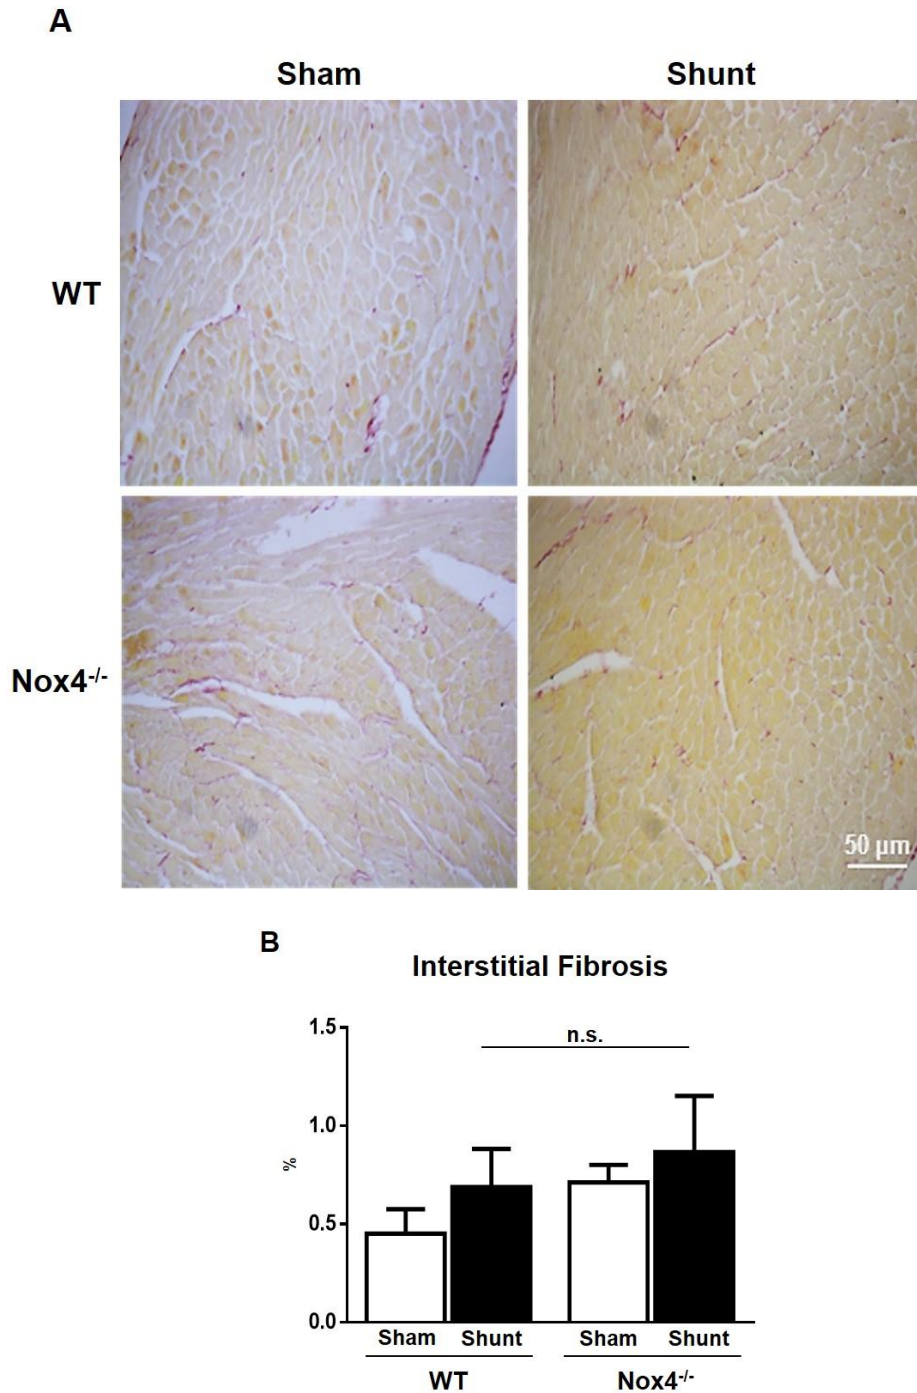 A
Sham Shunt
WT
Nox4-/-
50 µm
B
Interstitial Fibrosis
1.5
n.s.
1.0
%
0.5
0.0
Sham Shunt Sham Shunt
WT Nox4-/-